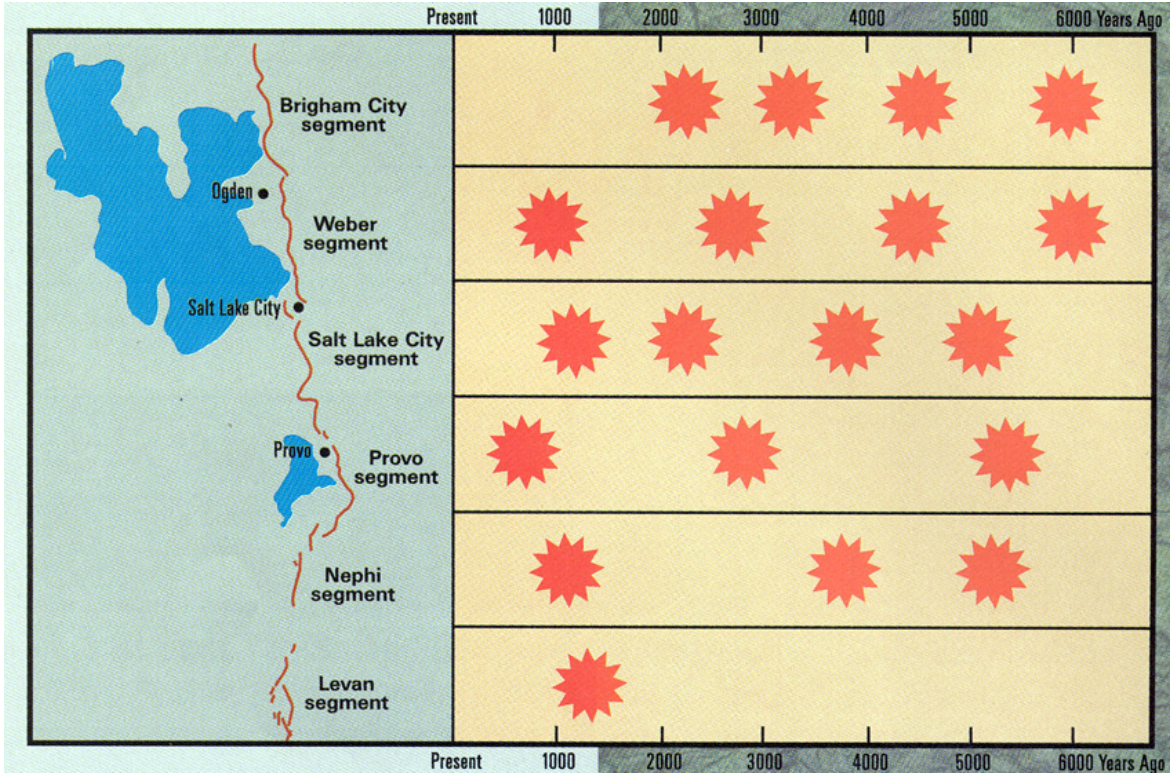 Present 1000 2000 3000 4000 5000 6000 Years Ago
Brigham City
segment
Ogden
Weber
segment
Salt Lake City
Salt Lake City
segment
Provo
Provo
segment
Nephi
segment
Levan
segment
Present 1000 2000 3000 4000 5000 6000 Years Ago